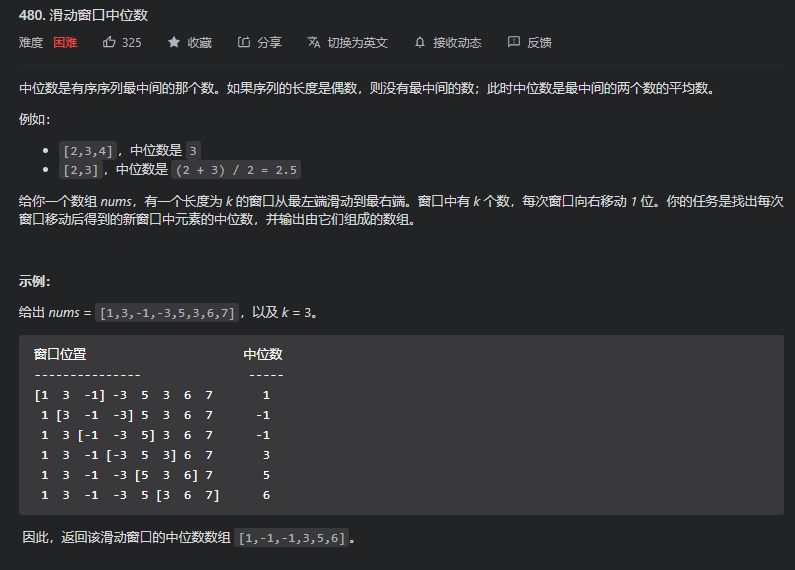 480. 滑动窗口中位数
难度 困难 325 收藏 分享 切换为英文 接收动态 反馈
中位数是有序序列最中间的那个数。如果序列的长度是偶数，则没有最中间的数；此时中位数是最中间的两个数的平均数。
例如：
[2,3,4]，中位数是 3
[2,3]，中位数是 (2 + 3) / 2 = 2.5
给你一个数组 nums，有一个长度为 k 的窗口从最左端滑动到最右端。窗口中有 k 个数，每次窗口向右移动 1 位。你的任务是找出每次
窗口移动后得到的新窗口中元素的中位数，并输出由它们组成的数组。
示例：
给出 nums = [1,3,-1,-3,5,3,6,7]，以及 k = 3。
窗口位置 中位数
--------------- -----
[1 3 -1] -3 5 3 6 7 1
1 [3 -1 -3] 5 3 6 7 -1
1 3 [-1 -3 5] 3 6 7 -1
1 3 -1 [-3 5 3] 6 7 3
1 3 -1 -3 [5 3 6] 7 5
1 3 -1 -3 5 [3 6 7] 6
因此，返回该滑动窗口的中位数数组 [1,-1,-1,3,5,6]。